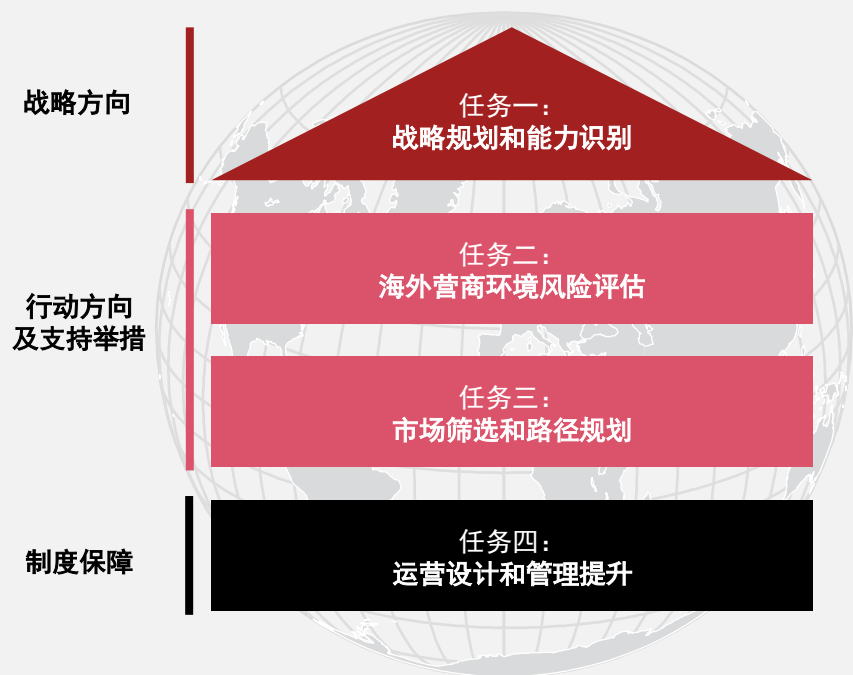 战略方向
任务一：
战略规划和能力识别
行动方向
及支持举措
任务二：
海外营商环境风险评估
任务三：
市场筛选和路径规划
制度保障
任务四：
运营设计和管理提升